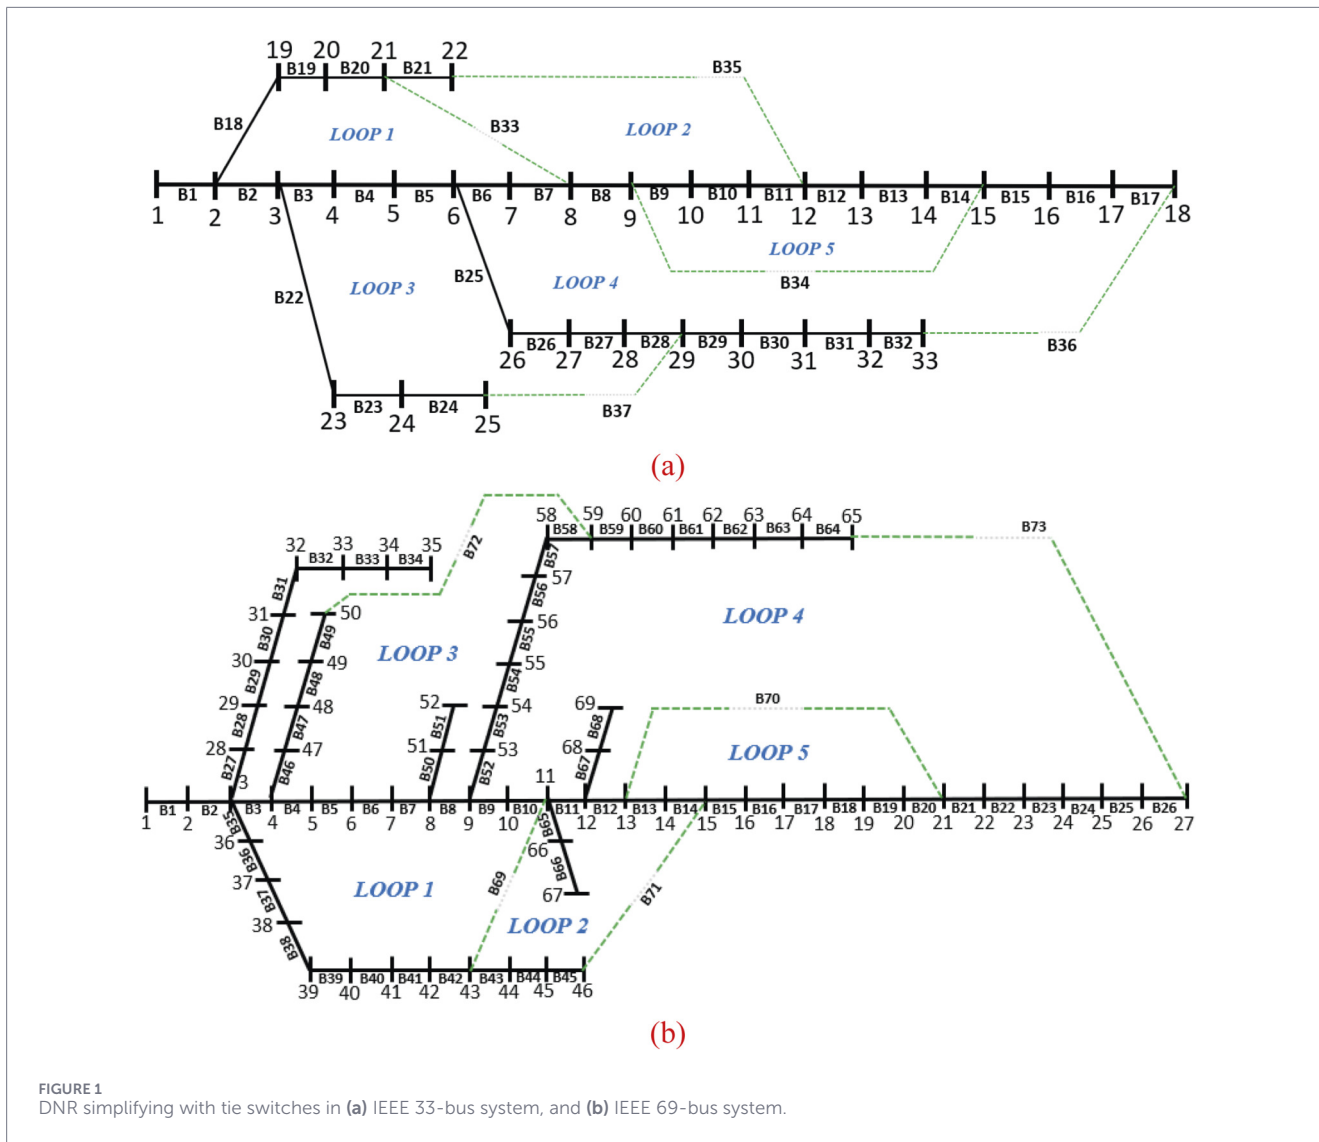 19 20 21 22
B19 B20 B21 B35
B18 LOOP 1 B33 LOOP 2
B1 B2 B3 B4 B5 B6 B7 B8 B9 B10 B11 B12 B13 B14 B15 B16 B17
1 2 3 4 5 6 7 8 9 10 11 12 13 14 15 16 17 18
B22 LOOP 3 B25 LOOP 4 LOOP 5
B34
B26 B27 B28 B29 B30 B31 B32 B36
26 27 28 29 30 31 32 33
B23 B24 B37
23 24 25
(a)
58 59 60 61 62 63 64 65
B58 B59 B60 B61 B62 B63 B64 B73
32 33 34 35 B72 B57
B32 B33 B34
B31 57
B56
31 50 56
B30 B49 B55 LOOP 4
30 49 LOOP 3 55
B29 B48 B54
29 48 52 54 69 B70
B28 B47 B51 B53 B68
28 47 51 53 68 LOOP 5
B27 B46 B50 B52 B67
3 11
B1 B2 B3 B4 B5 B6 B7 B8 B9 B10 B11 B12 B13 B14 B15 B16 B17 B18 B19 B20 B21 B22 B23 B24 B25 B26
1 2 4 5 6 7 8 9 10 12 13 14 15 16 17 18 19 20 21 22 23 24 25 26 27
B35 B65
36 66
B36 B66
37 LOOP 1 B69 67 B71
B37
38 LOOP 2
B38
B39 B40 B41 B42 B43 B44 B45
39 40 41 42 43 44 45 46
(b)
FIGURE 1
DNR simplifying with tie switches in (a) IEEE 33-bus system, and (b) IEEE 69-bus system.